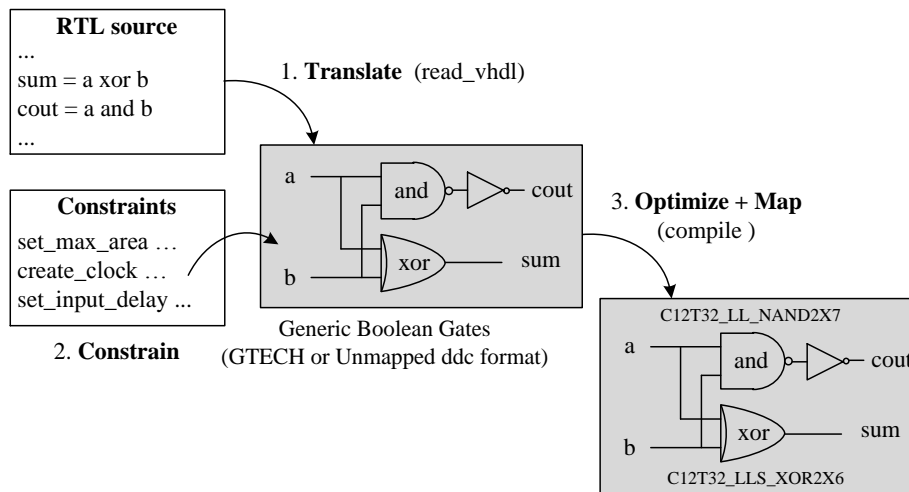 RTL source
...
sum = a xor b
cout = a and b
...
1. Translate (read_vhdl)
Constraints
set_max_area …
create_clock …
set_input_delay ...
2. Constrain
a
and
cout
b
xor
sum
Generic Boolean Gates
(GTECH or Unmapped ddc format)
3. Optimize + Map
(compile )
C12T32_LL_NAND2X7
a
and
cout
b
xor
sum
C12T32_LLS_XOR2X6